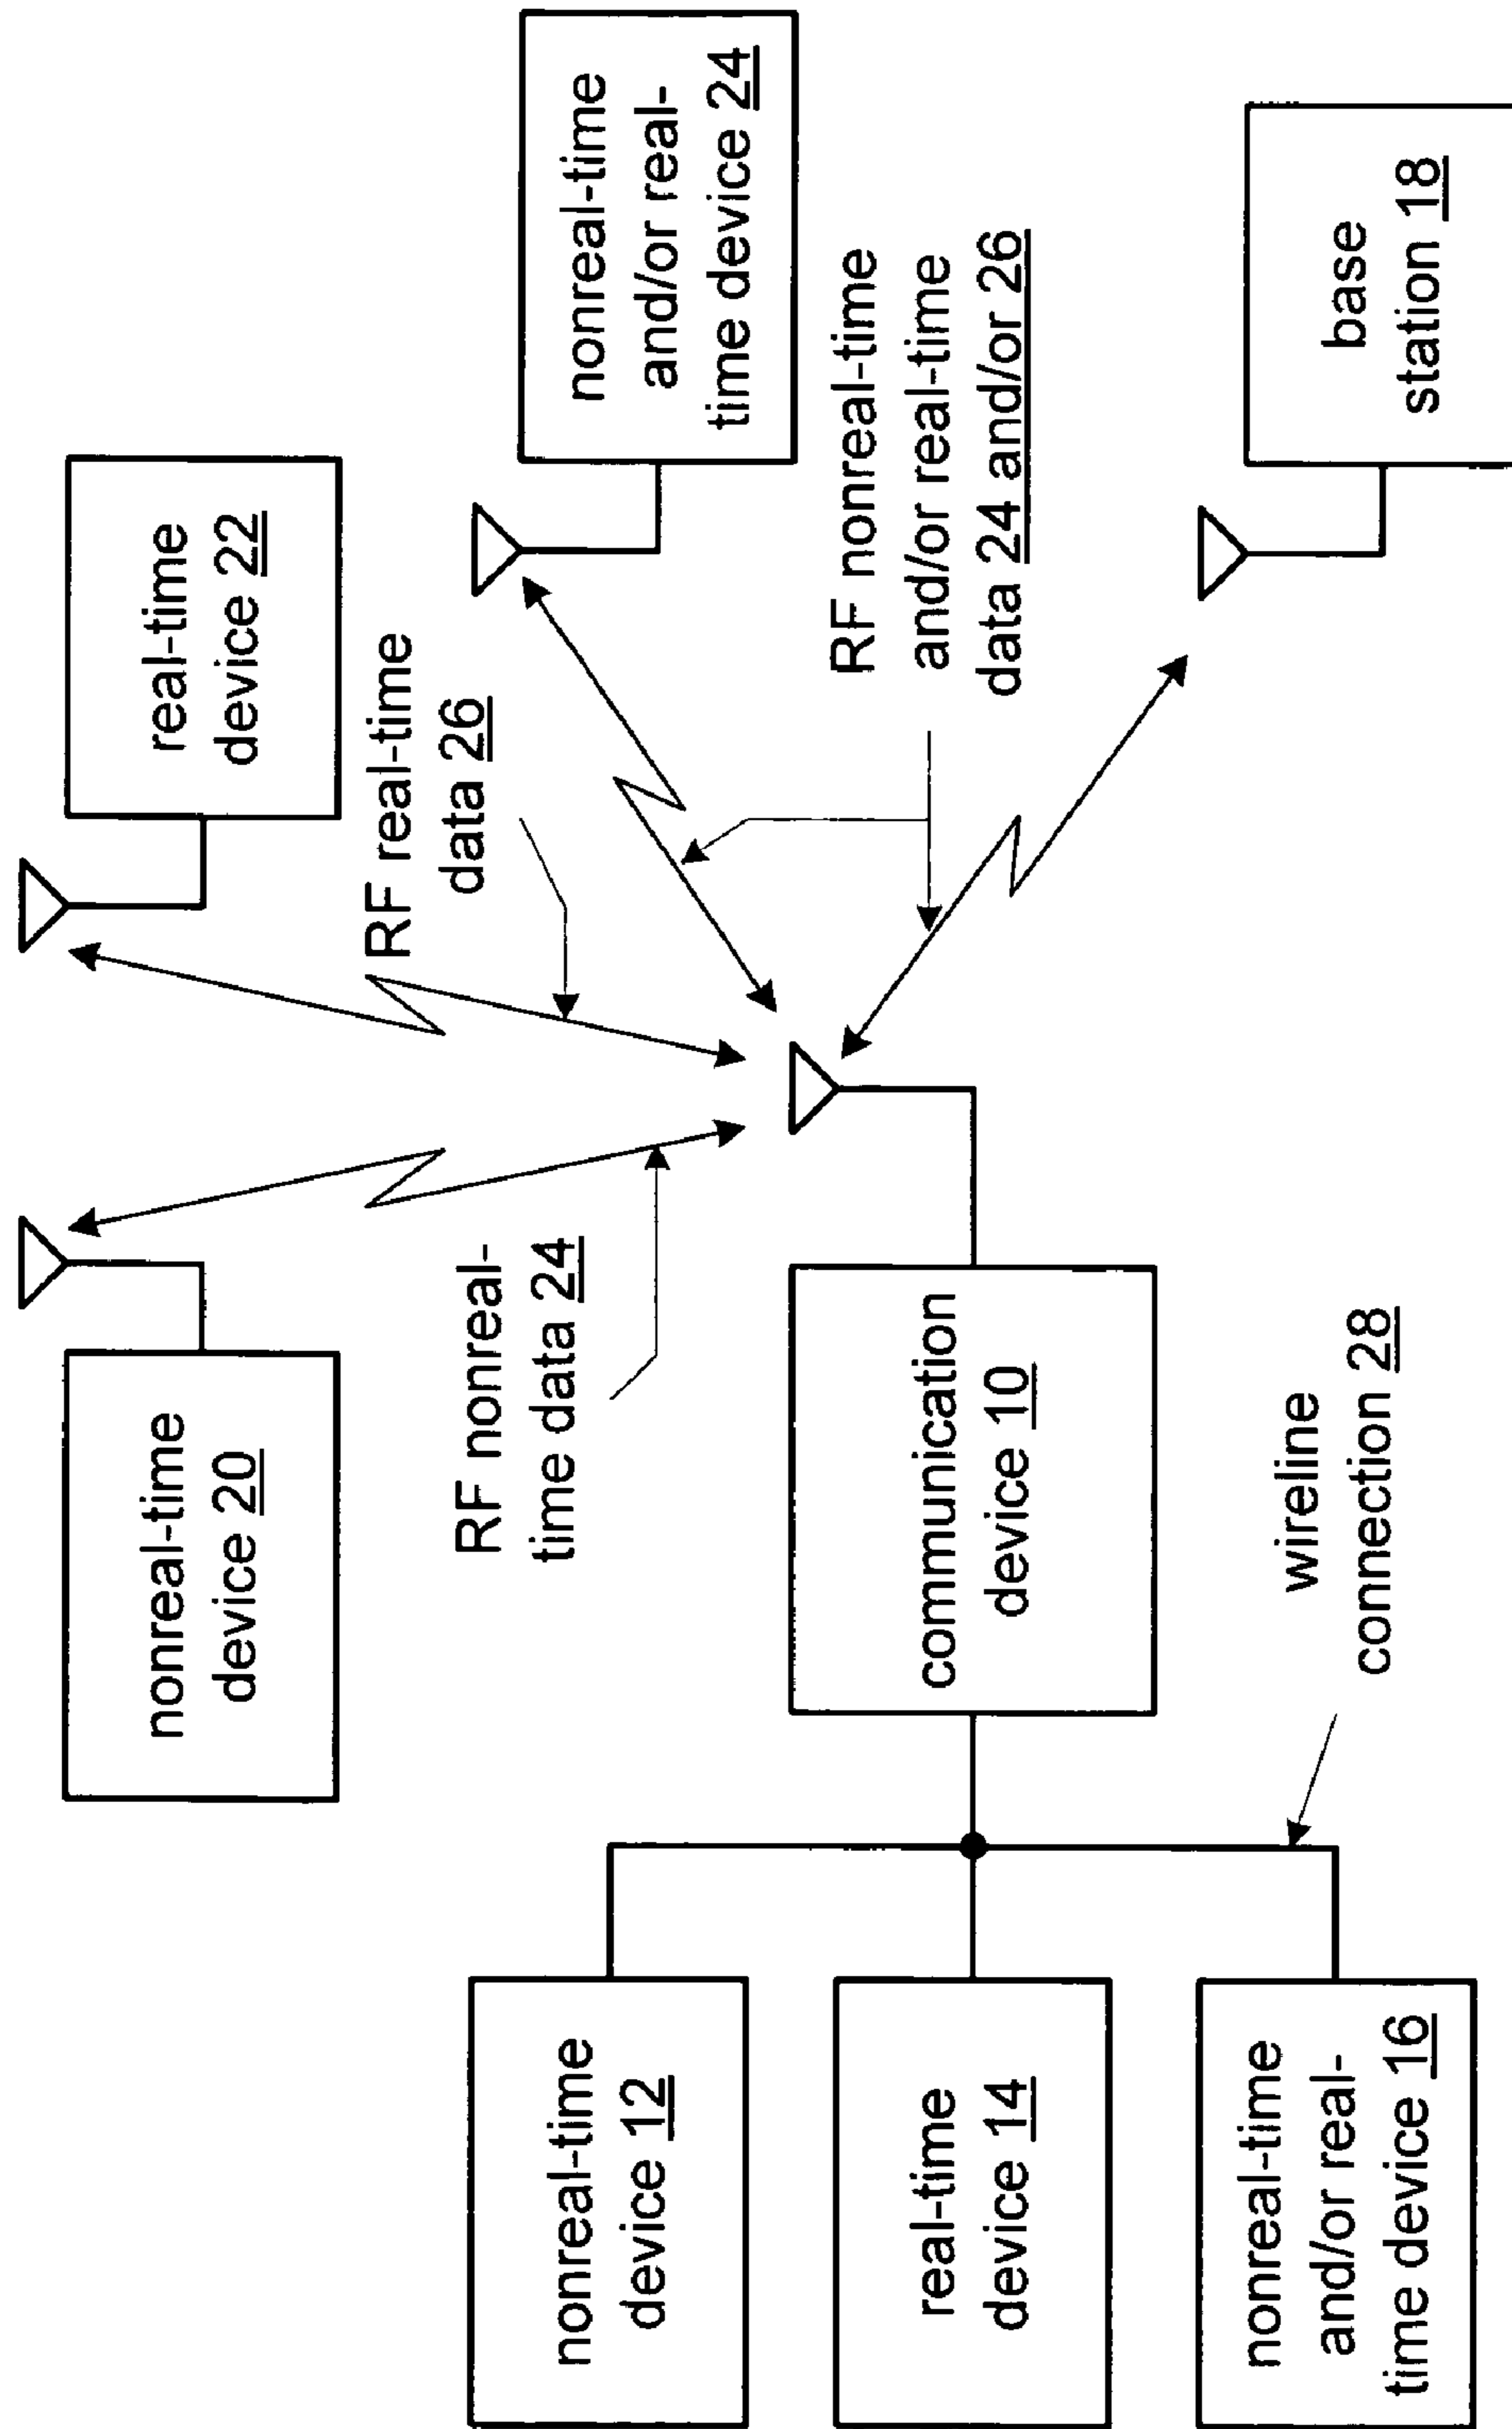 nonreal-time
device 20
real-time
device 22
RF real-time
data 26
RF nonreal-
time data 24
nonreal-time
and/or real-
time device 24
nonreal-time
device 12
real-time
device 14
nonreal-time
and/or real-
time device 16
communication
device 10
RF nonreal-time
and/or real-time
data 24 and/or 26
wireline
connection 28
base
station 18